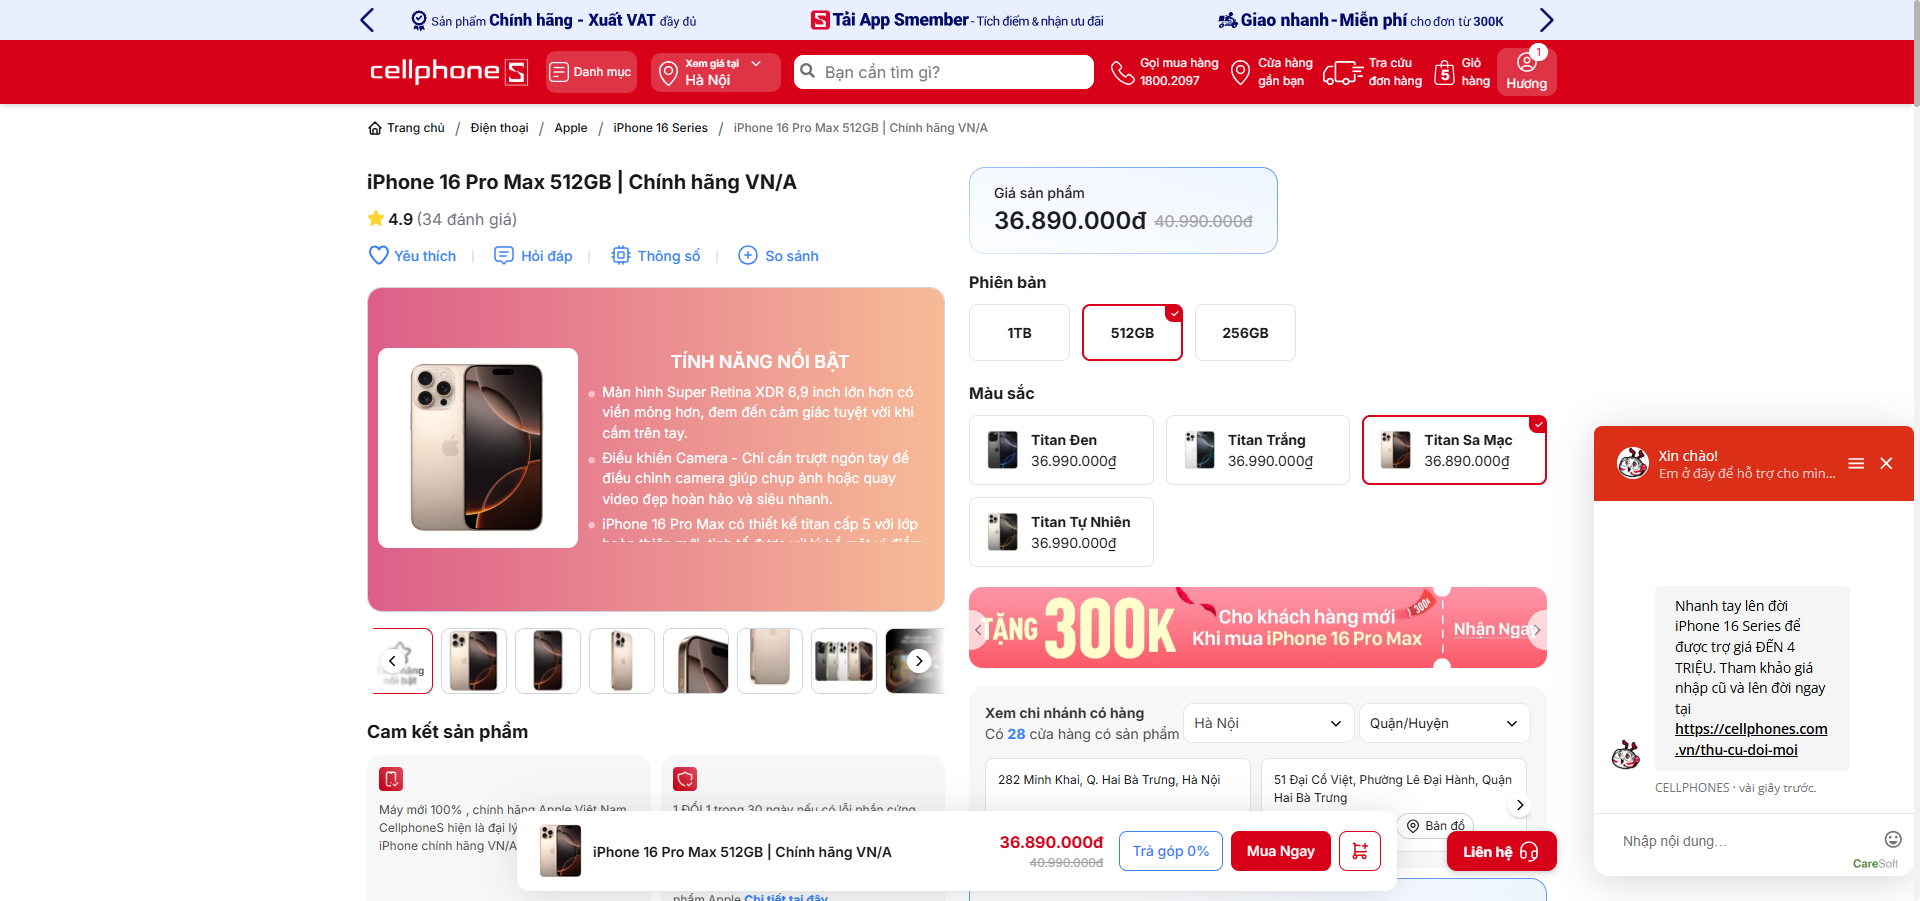 Sản phẩm Chính hãng - Xuất VAT đầy đủ
Tải App Smember - Tích điểm & nhận ưu đãi
Giao nhanh - Miễn phí cho đơn từ 300K
cellphoneS
Danh mục
Xem giá tại
Hà Nội
Bạn cần tìm gì?
Gọi mua hàng
1800.2097
Cửa hàng
gần bạn
Tra cứu
đơn hàng
5
Giỏ
hàng
1
Hương
Trang chủ / Điện thoại / Apple / iPhone 16 Series / iPhone 16 Pro Max 512GB | Chính hãng VN/A
iPhone 16 Pro Max 512GB | Chính hãng VN/A
4.9 (34 đánh giá)
Yêu thích | Hỏi đáp | Thông số | So sánh
TÍNH NĂNG NỔI BẬT
Màn hình Super Retina XDR 6,9 inch lớn hơn có
viền mỏng hơn, đem đến cảm giác tuyệt vời khi
cầm trên tay.
Điều khiển Camera - Chỉ cần trượt ngón tay để
điều chỉnh camera giúp chụp ảnh hoặc quay
video đẹp hoàn hảo và siêu nhanh.
iPhone 16 Pro Max có thiết kế titan cấp 5 với lớp
hoàn thiện mới, tinh tế được xử lý bề mặt vi điểm
nổi bật
Cam kết sản phẩm
Máy mới 100% , chính hãng Apple Việt Nam.
CellphoneS hiện là đại lý
iPhone chính hãng VN/A
1 ĐỔI 1 trong 30 ngày nếu có lỗi phần cứng
phẩm Apple Chi tiết tại đây
Giá sản phẩm
36.890.000đ 40.990.000đ
Phiên bản
1TB
512GB
256GB
Màu sắc
Titan Đen
36.990.000₫
Titan Trắng
36.990.000₫
Titan Sa Mạc
36.890.000₫
Titan Tự Nhiên
36.990.000₫
TẶNG 300K
Cho khách hàng mới
Khi mua iPhone 16 Pro Max
300K
Nhận Ngay
Xem chi nhánh có hàng
Có 28 cửa hàng có sản phẩm
Hà Nội
Quận/Huyện
282 Minh Khai, Q. Hai Bà Trưng, Hà Nội
51 Đại Cồ Việt, Phường Lê Đại Hành, Quận
Hai Bà Trưng
Bản đồ
iPhone 16 Pro Max 512GB | Chính hãng VN/A
36.890.000đ
40.990.000đ
Trả góp 0%
Mua Ngay
Liên hệ
Xin chào!
Em ở đây để hỗ trợ cho mìn...
Nhanh tay lên đời
iPhone 16 Series để
được trợ giá ĐẾN 4
TRIỆU. Tham khảo giá
nhập cũ và lên đời ngay
tại
https://cellphones.com
.vn/thu-cu-doi-moi
CELLPHONES · vài giây trước.
Nhập nội dung...
CareSoft